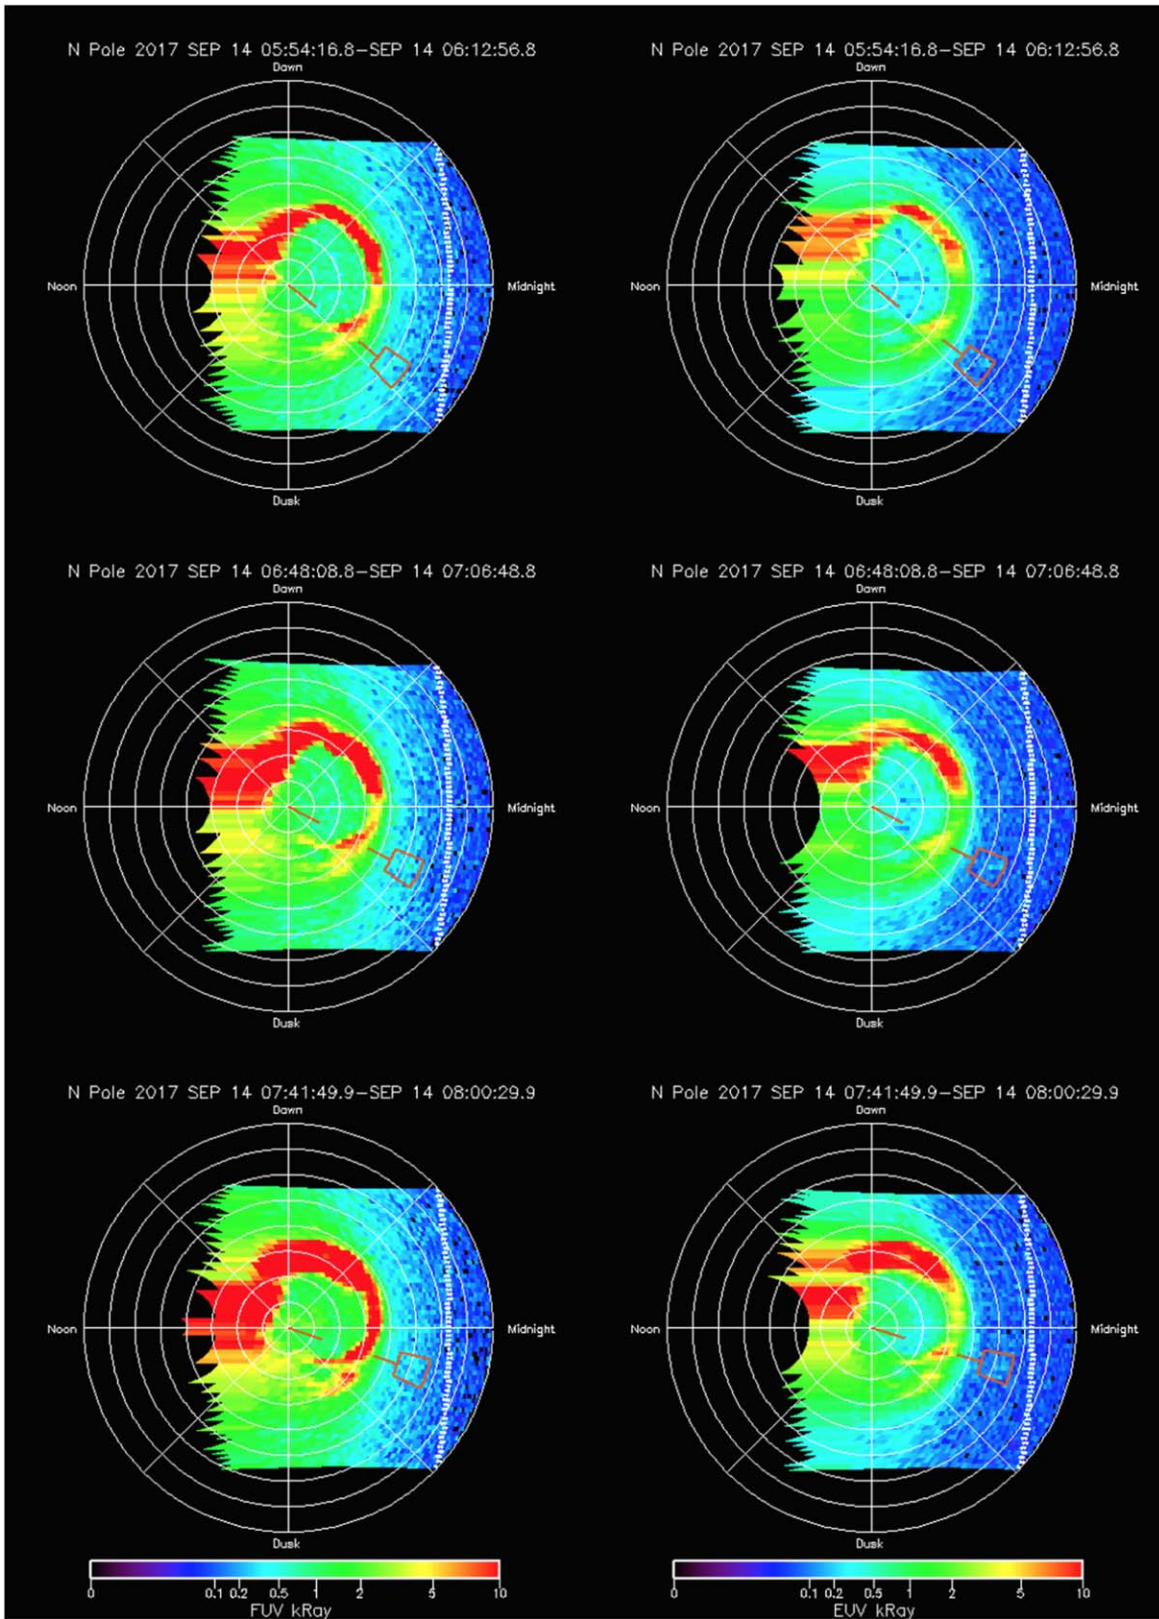 N Pole 2017 SEP 14 05:54:16.8–SEP 14 06:12:56.8
Dawn
Noon
Midnight
Dusk
N Pole 2017 SEP 14 05:54:16.8–SEP 14 06:12:56.8
Dawn
Noon
Midnight
Dusk
N Pole 2017 SEP 14 06:48:08.8–SEP 14 07:06:48.8
Dawn
Noon
Midnight
Dusk
N Pole 2017 SEP 14 06:48:08.8–SEP 14 07:06:48.8
Dawn
Noon
Midnight
Dusk
N Pole 2017 SEP 14 07:41:49.9–SEP 14 08:00:29.9
Dawn
Noon
Midnight
Dusk
N Pole 2017 SEP 14 07:41:49.9–SEP 14 08:00:29.9
Dawn
Noon
Midnight
Dusk
0 0.1 0.2 0.5 1 2 5 10
FUV kRay
0 0.1 0.2 0.5 1 2 5 10
EUV kRay